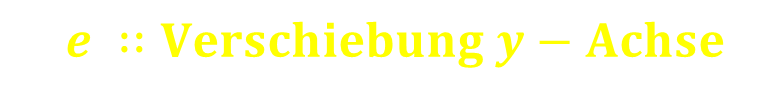 e :: Verschiebung y − Achse